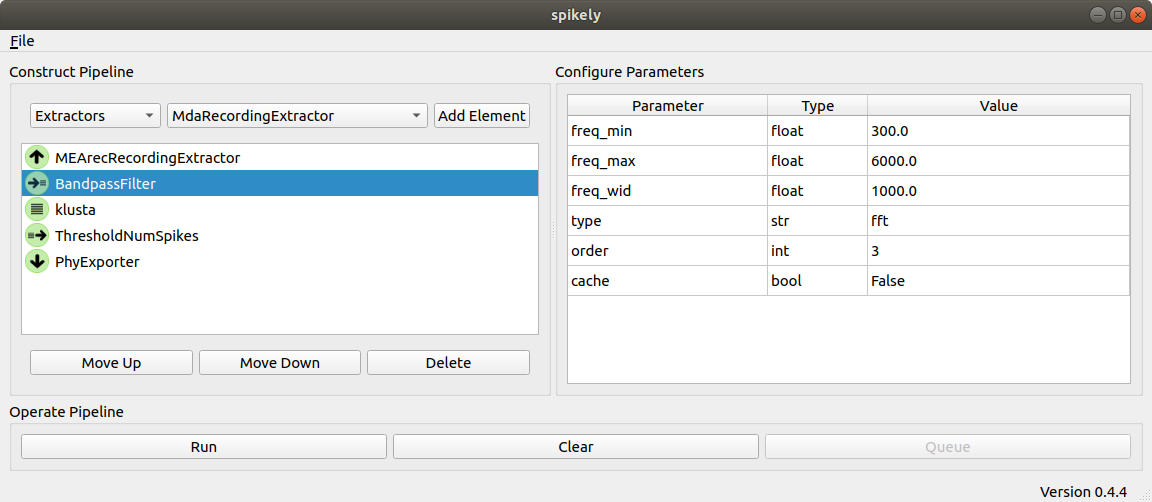 spikely
File
Construct Pipeline
Extractors MdaRecordingExtractor Add Element
MEArecRecordingExtractor
BandpassFilter
klusta
ThresholdNumSpikes
PhyExporter
Move Up Move Down Delete
Configure Parameters
Parameter Type Value
freq_min float 300.0
freq_max float 6000.0
freq_wid float 1000.0
type str fft
order int 3
cache bool False
Operate Pipeline
Run Clear Queue
Version 0.4.4